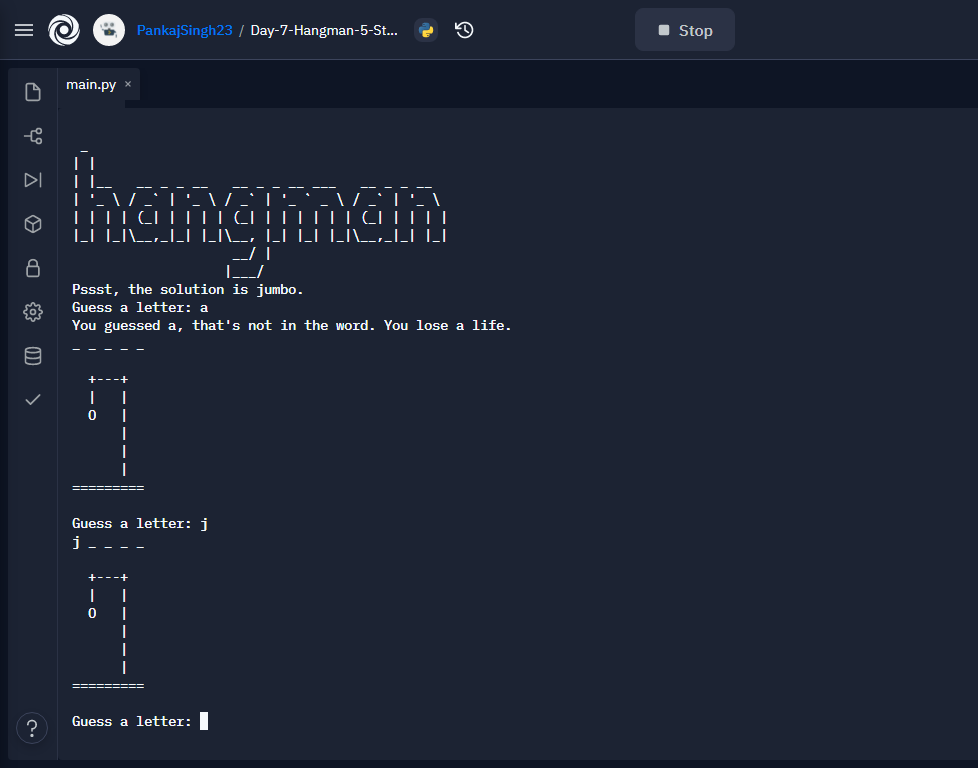 PankajSingh23 / Day-7-Hangman-5-St...
Stop
main.py ×
 _
| |
| |__   __ _ _ __   __ _ _ __ ___   __ _ _ __
| '_ \ / _` | '_ \ / _` | '_ ` _ \ / _` | '_ \
| | | | (_| | | | | (_| | | | | | | (_| | | | |
|_| |_|\__,_|_| |_|\__, |_| |_| |_|\__,_|_| |_|
                    __/ |
                   |___/
Pssst, the solution is jumbo.
Guess a letter: a
You guessed a, that's not in the word. You lose a life.
_ _ _ _ _
  +---+
  |   |
  O   |
      |
      |
      |
=========
Guess a letter: j
j _ _ _ _
  +---+
  |   |
  O   |
      |
      |
      |
=========
Guess a letter:
?